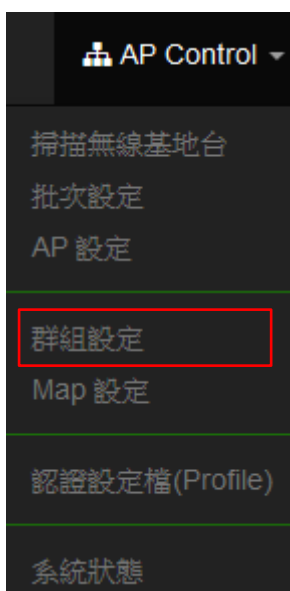 AP Control
掃描無線基地台
批次設定
AP 設定
群組設定
Map 設定
認證設定檔(Profile)
系統狀態